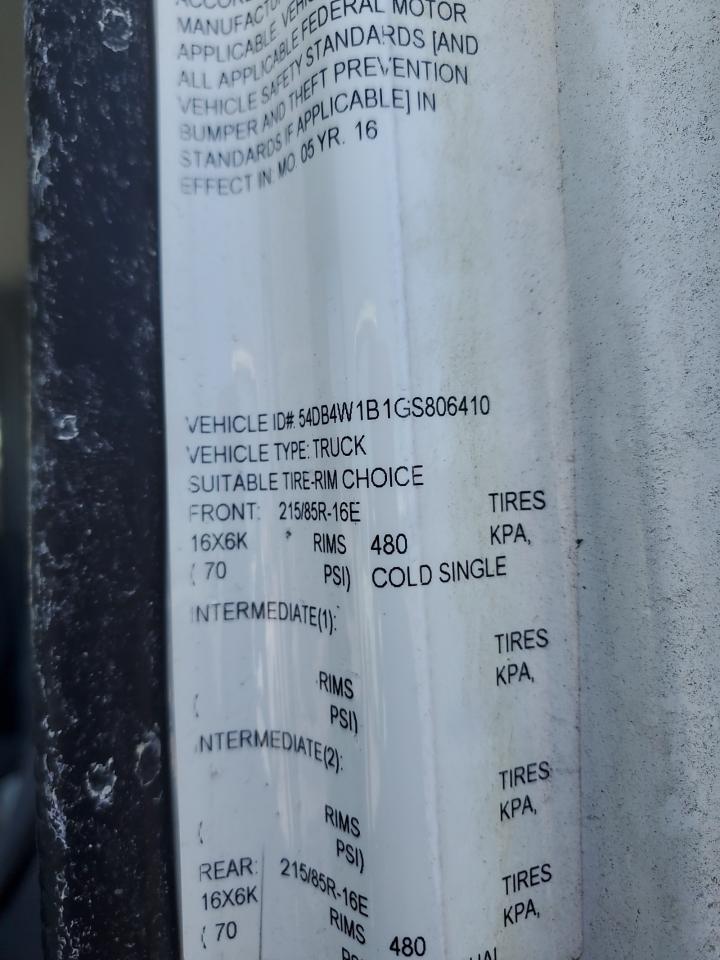 MANUFACTU
APPLICABLE VEHIC
ALL APPLICABLE FEDERAL MOTOR
VEHICLE SAFETY STANDARDS [AND
BUMPER AND THEFT PREVENTION
STANDARDS IF APPLICABLE] IN
EFFECT IN: MO. 05 YR. 16
VEHICLE ID#: 54DB4W1B1GS806410
VEHICLE TYPE: TRUCK
SUITABLE TIRE-RIM CHOICE
FRONT: 215/85R-16E TIRES
16X6K RIMS 480 KPA,
( 70 PSI) COLD SINGLE
INTERMEDIATE(1):
TIRES
RIMS KPA,
( PSI)
INTERMEDIATE(2):
TIRES
RIMS KPA,
( PSI)
REAR: 215/85R-16E TIRES
16X6K RIMS 480 KPA,
( 70